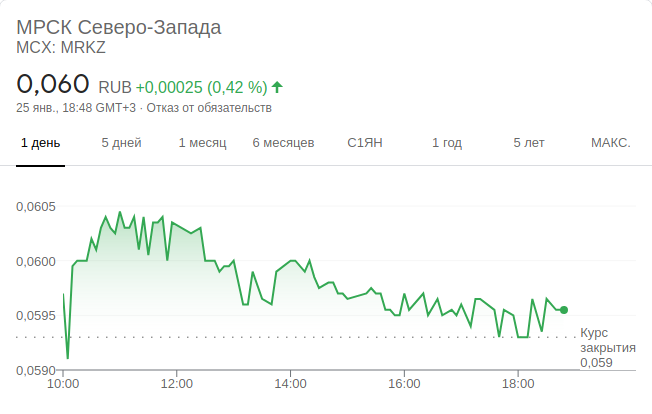 МРСК Северо-Запада
MCX: MRKZ
0,060 RUB +0,00025 (0,42 %)
25 янв., 18:48 GMT+3 · Отказ от обязательств
1 день 5 дней 1 месяц 6 месяцев С1ЯН 1 год 5 лет МАКС.
0,0605
0,0600
0,0595
Курс
закрытия
0,059
0,0590
10:00 12:00 14:00 16:00 18:00